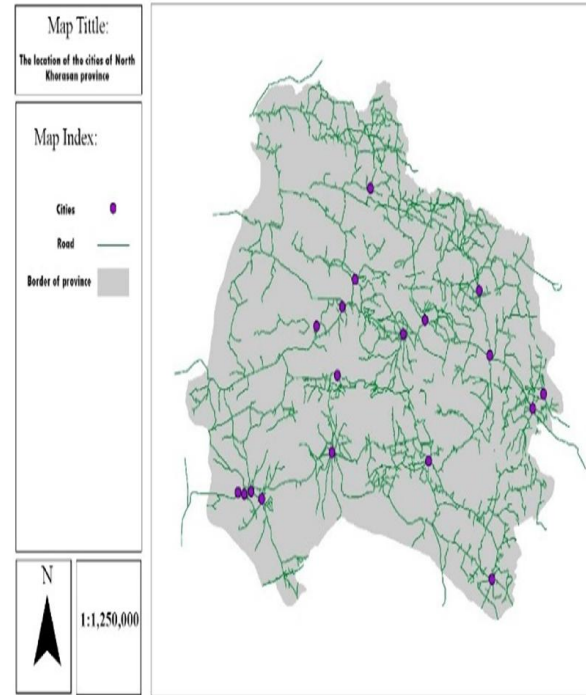 Map Tittle:
The location of the cities of North
Khorasan province
Map Index:
Cities
Road
Border of province
N
1:1,250,000